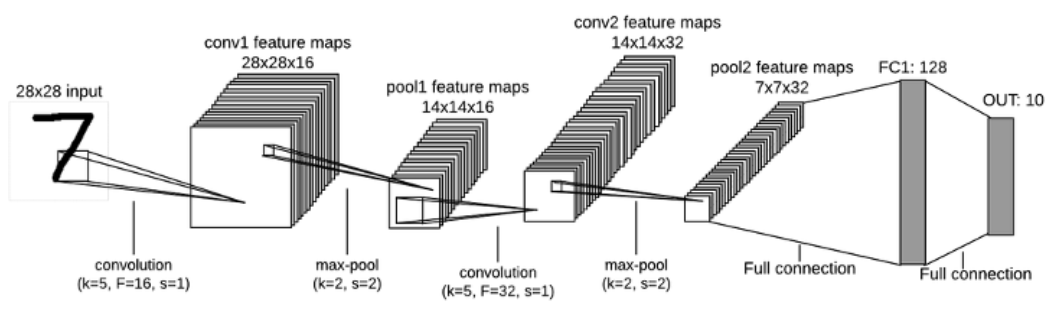 28x28 input
conv1 feature maps
28x28x16
pool1 feature maps
14x14x16
conv2 feature maps
14x14x32
pool2 feature maps
7x7x32
FC1: 128
OUT: 10
7
convolution
(k=5, F=16, s=1)
max-pool
(k=2, s=2)
convolution
(k=5, F=32, s=1)
max-pool
(k=2, s=2)
Full connection
Full connection